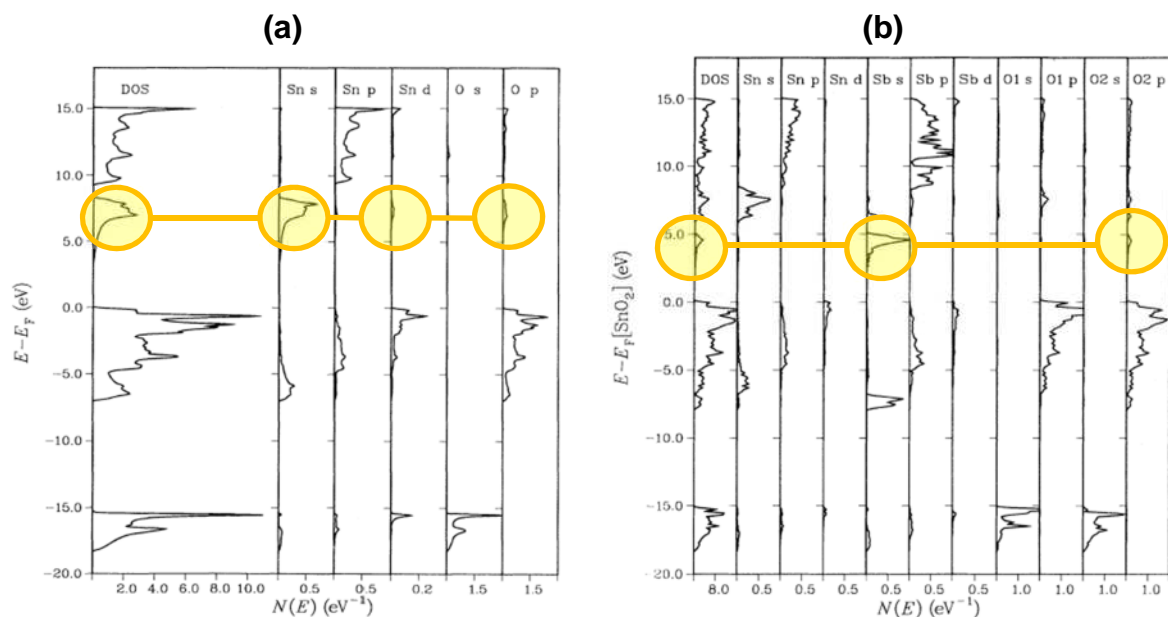 (a) (b)
DOS Sn s Sn p Sn d O s O p
DOS Sn s Sn p Sn d Sb s Sb p Sb d O1 s O1 p O2 s O2 p
15.0
10.0
5.0
0.0
−5.0
−10.0
−15.0
−20.0
E−E_F (eV)
2.0 4.0 6.0 8.0 10.0 0.5 0.5 0.2 1.5 1.5
N(E) (eV⁻¹)
15.0
10.0
5.0
0.0
−5.0
−10.0
−15.0
−20.0
E−E_F[SnO₂] (eV)
8.0 0.5 0.5 0.5 0.5 0.5 0.5 1.0 1.0 1.0 1.0
N(E) (eV⁻¹)